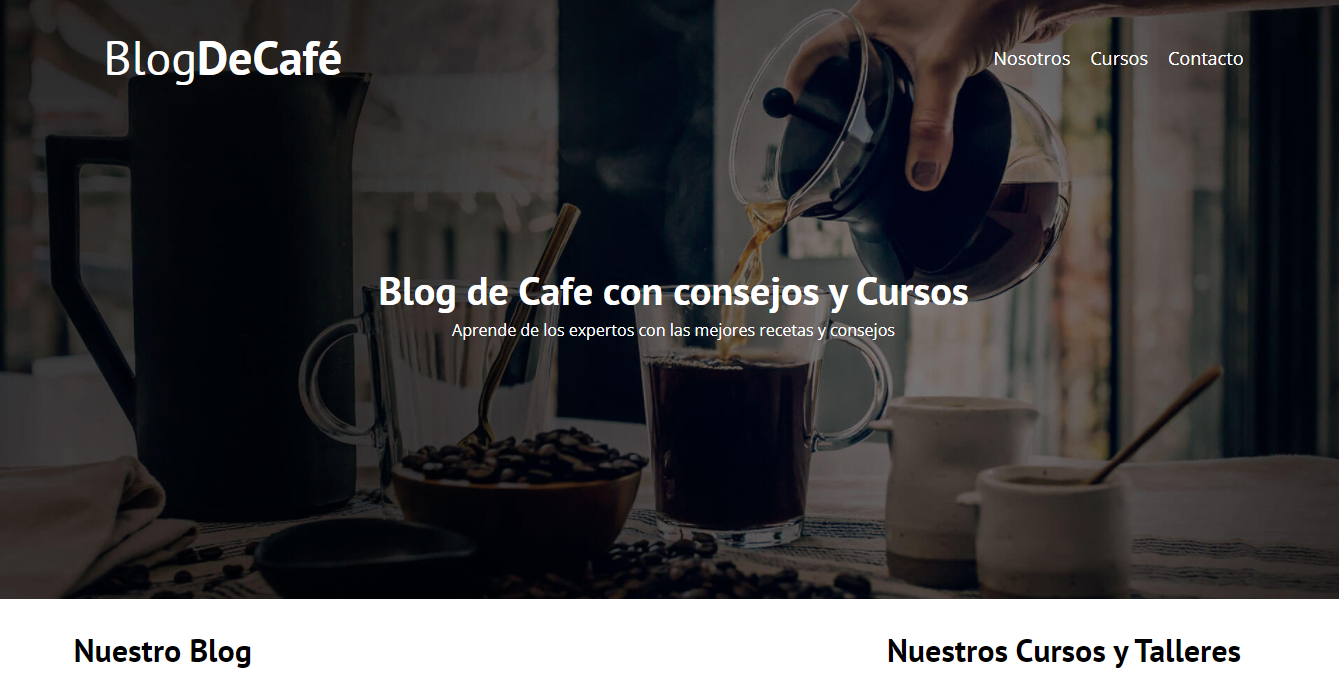 BlogDeCafé
Nosotros Cursos Contacto
Blog de Cafe con consejos y Cursos
Aprende de los expertos con las mejores recetas y consejos
Nuestro Blog
Nuestros Cursos y Talleres